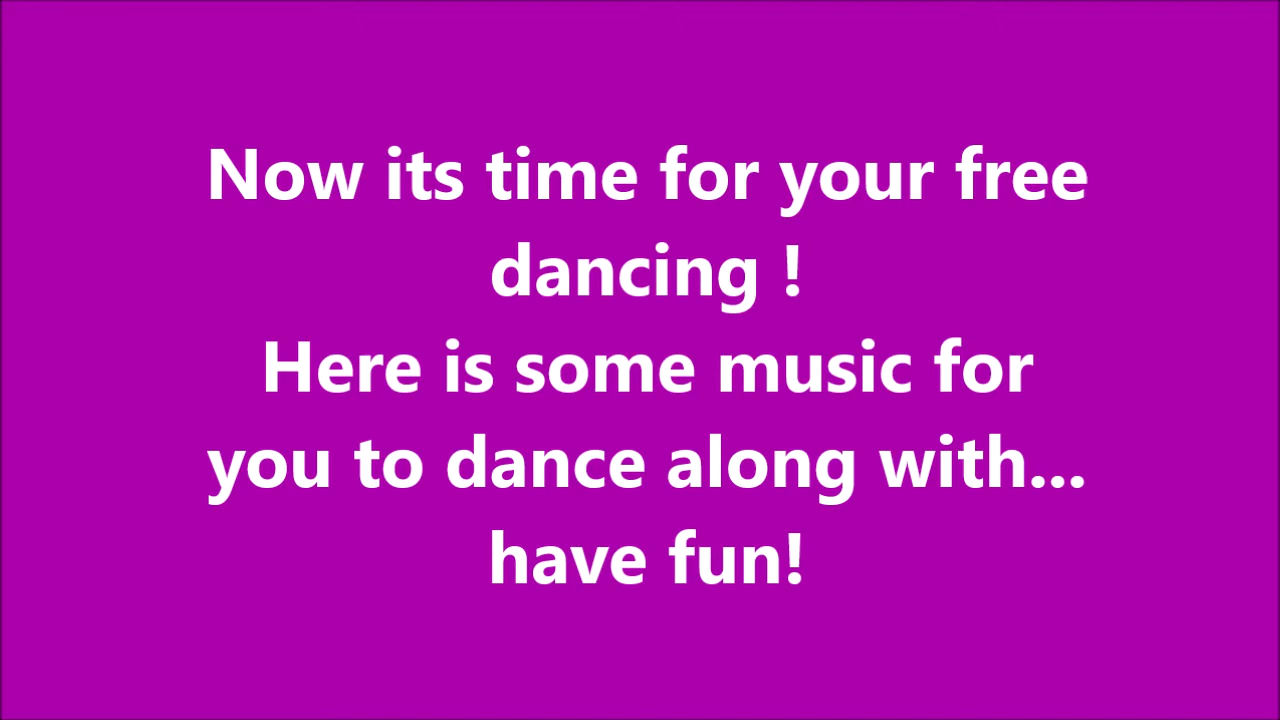 Now its time for your free
dancing !
Here is some music for
you to dance along with...
have fun!